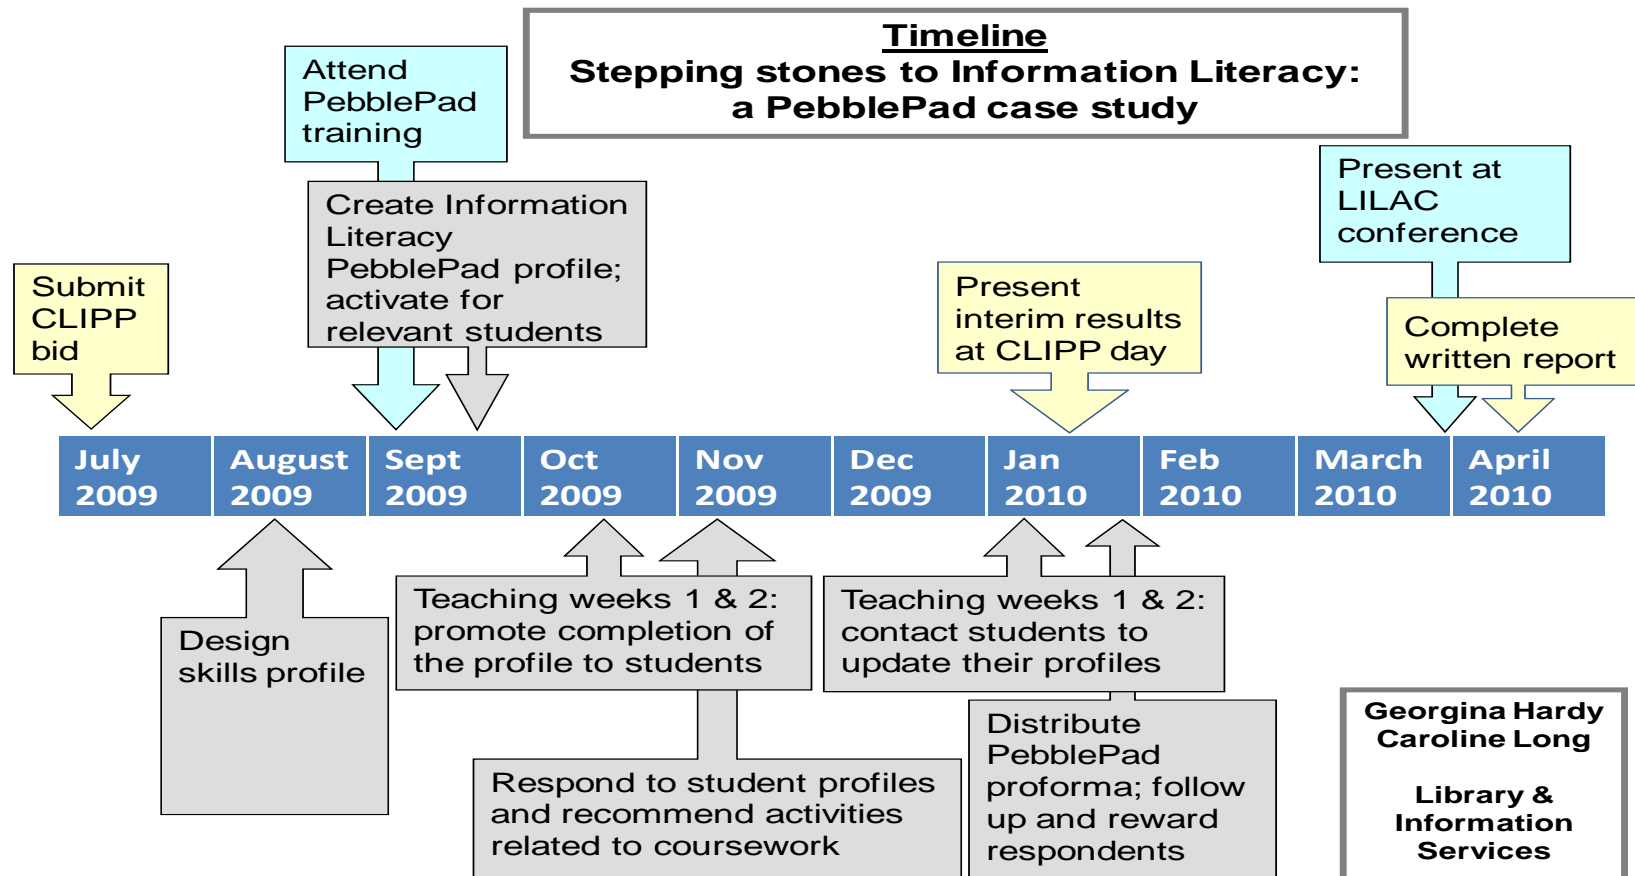 Timeline
Stepping stones to Information Literacy:
a PebblePad case study
Attend
PebblePad
training
Create Information
Literacy
PebblePad profile;
activate for
relevant students
Submit
CLIPP
bid
Present
interim results
at CLIPP day
Present at
LILAC
conference
Complete
written report
July
2009
August
2009
Sept
2009
Oct
2009
Nov
2009
Dec
2009
Jan
2010
Feb
2010
March
2010
April
2010
Design
skills profile
Teaching weeks 1 & 2:
promote completion of
the profile to students
Respond to student profiles
and recommend activities
related to coursework
Teaching weeks 1 & 2:
contact students to
update their profiles
Distribute
PebblePad
proforma; follow
up and reward
respondents
Georgina Hardy
Caroline Long
Library &
Information
Services